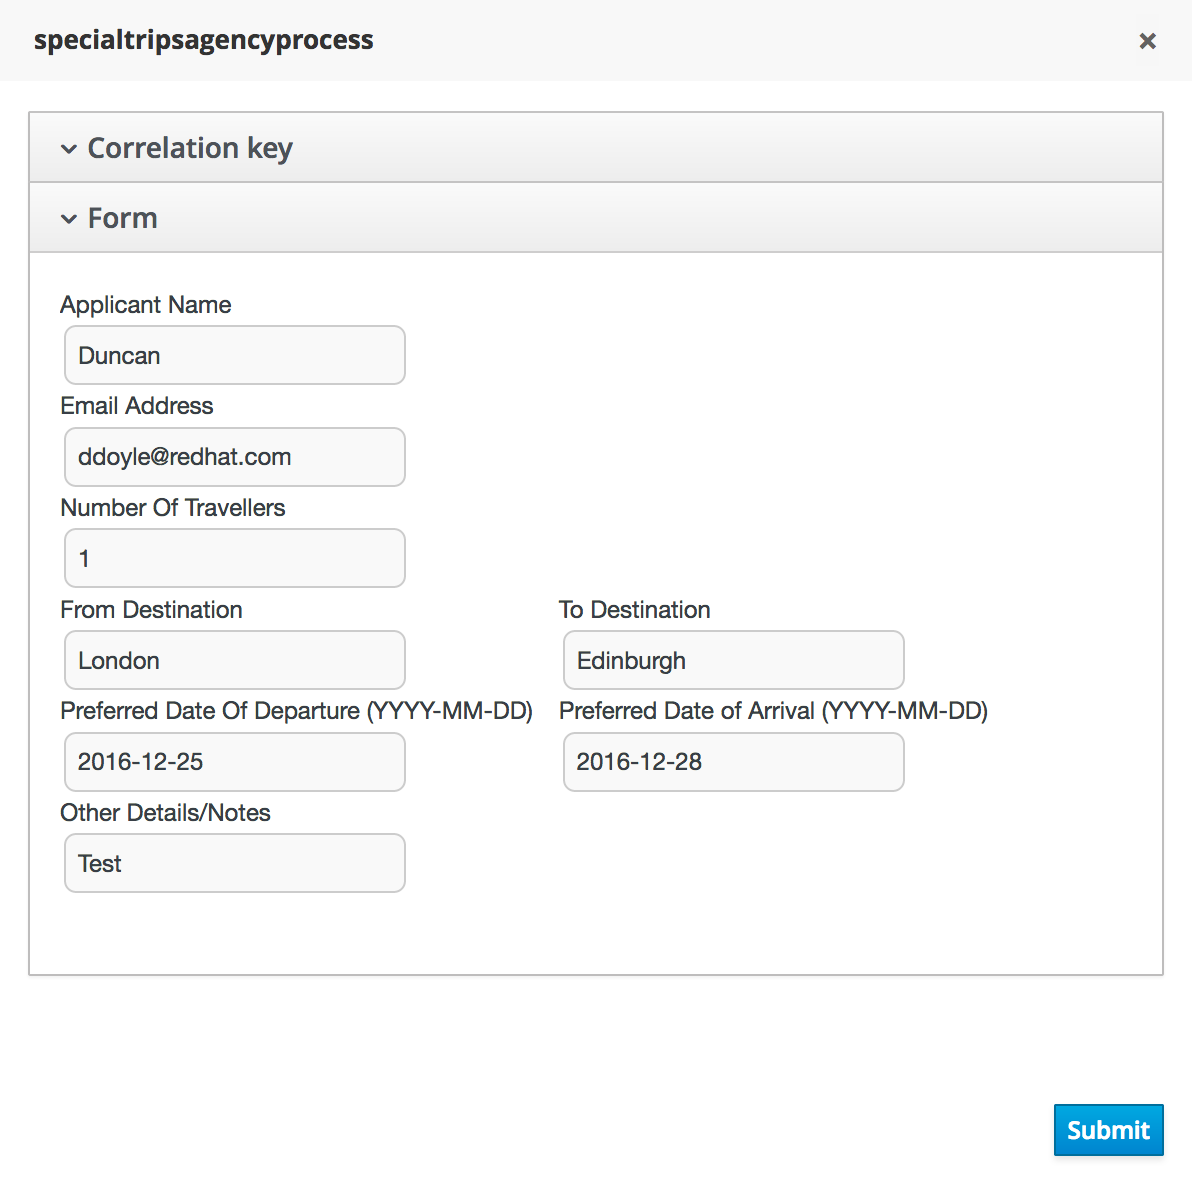 specialtripsagencyprocess
Correlation key
Form
Applicant Name
Duncan
Email Address
ddoyle@redhat.com
Number Of Travellers
1
From Destination To Destination
London Edinburgh
Preferred Date Of Departure (YYYY-MM-DD) Preferred Date of Arrival (YYYY-MM-DD)
2016-12-25 2016-12-28
Other Details/Notes
Test
Submit